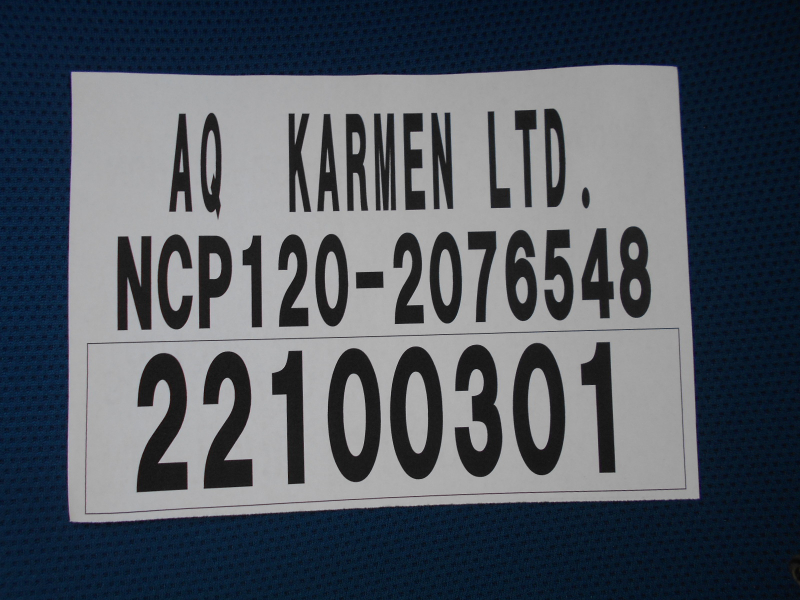 AQ KARMEN LTD.
NCP120-2076548
22100301